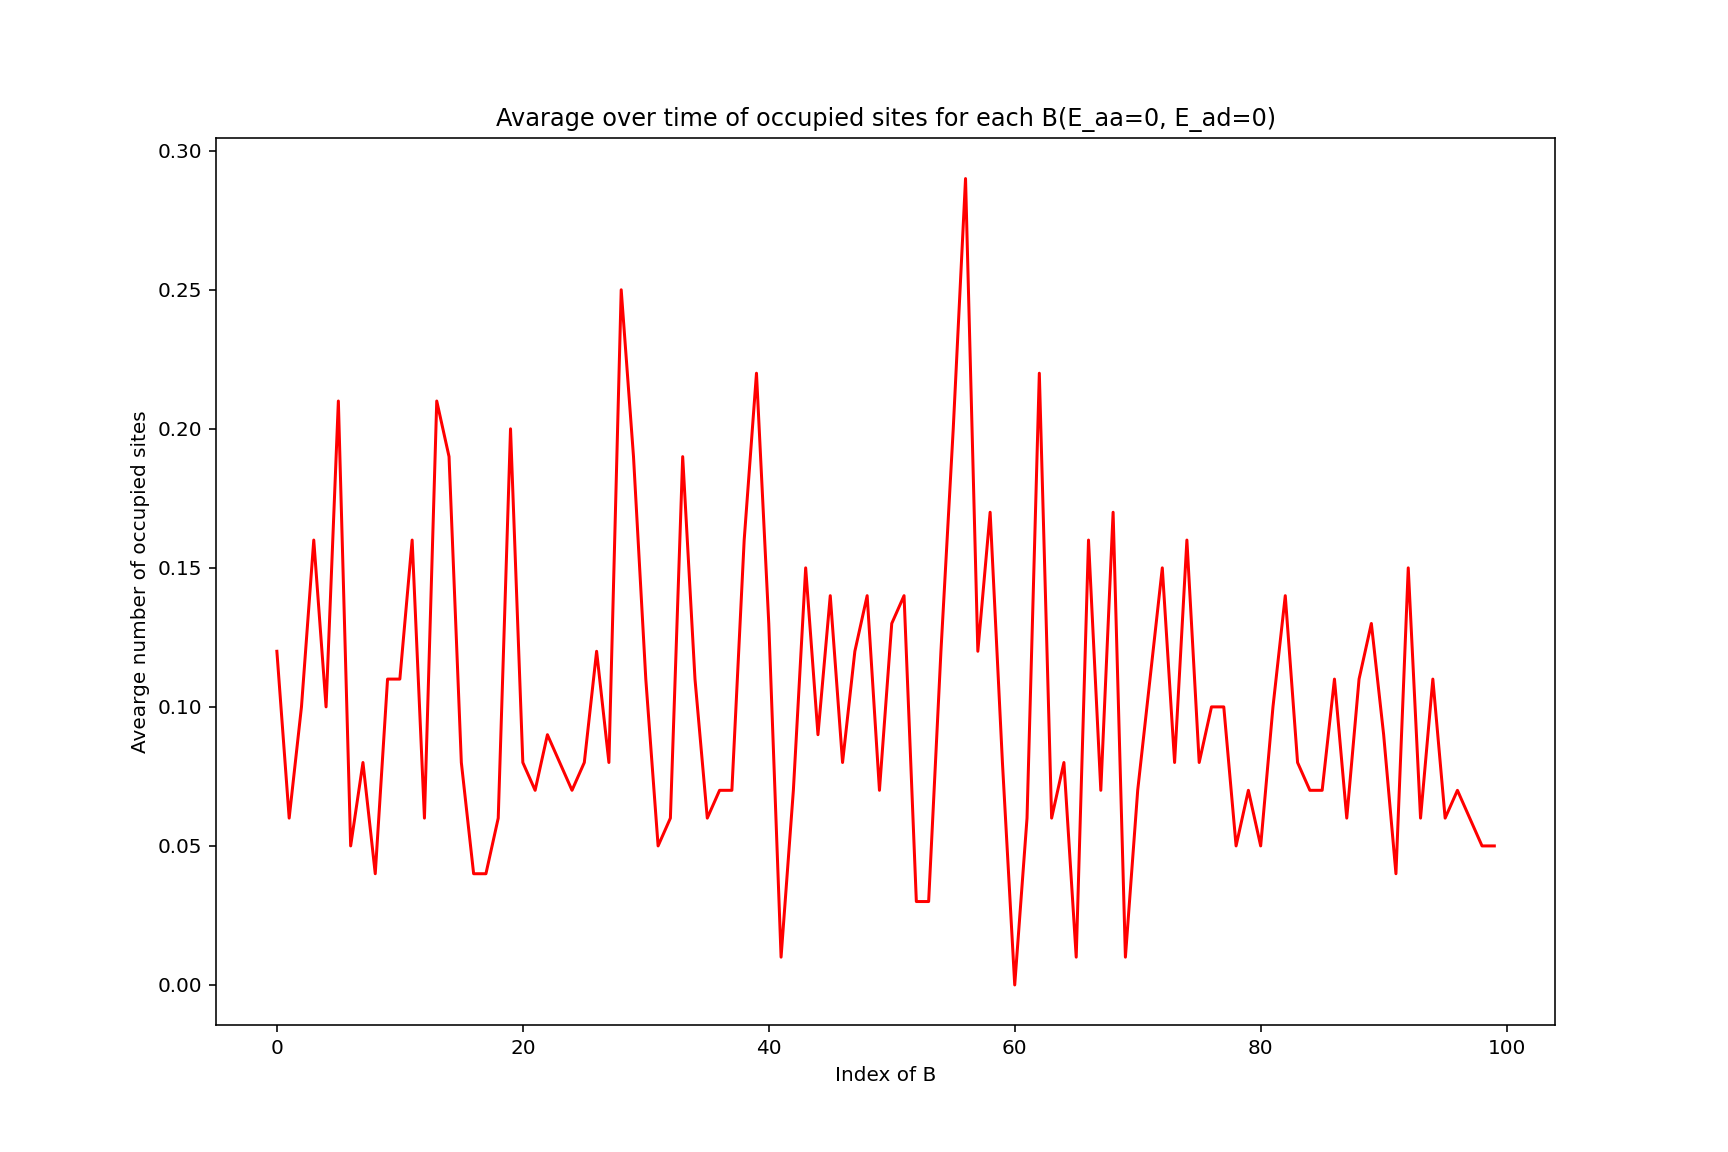 Avarage over time of occupied sites for each B(E_aa=0, E_ad=0)
0.30
0.25
0.20
0.15
0.10
0.05
0.00
Avearge number of occupied sites
0 20 40 60 80 100
Index of B